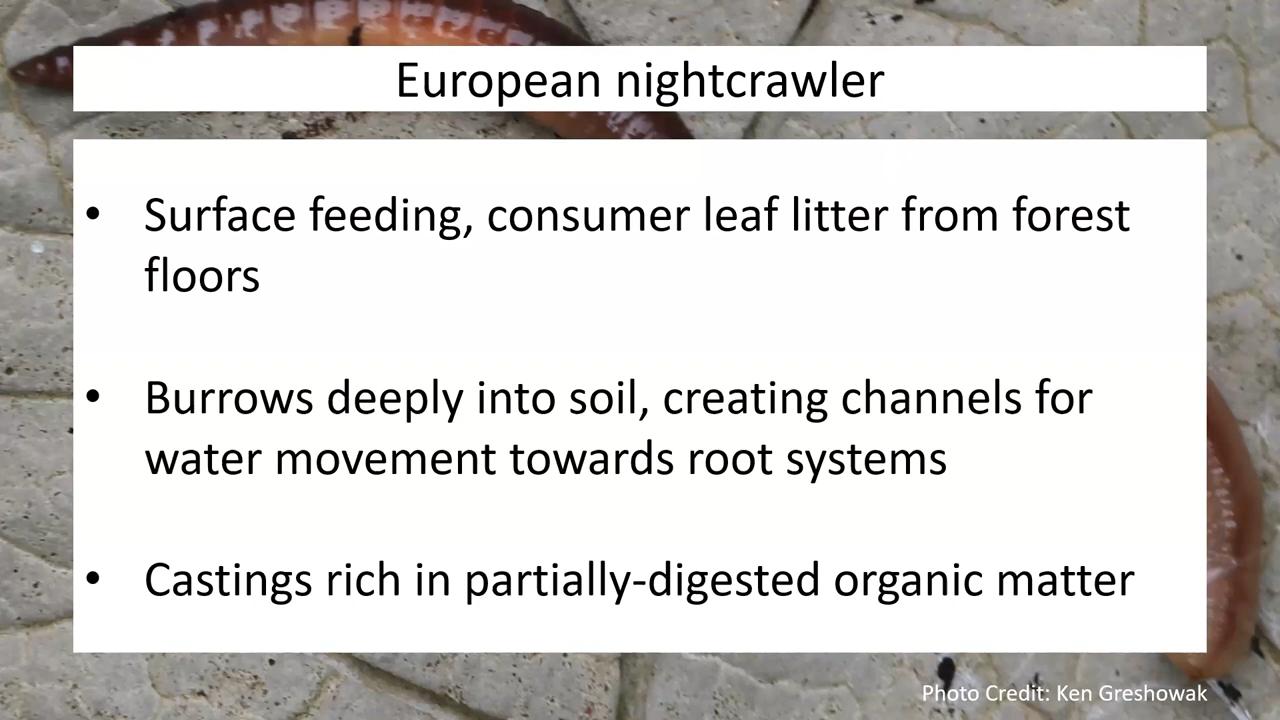 European nightcrawler
• Surface feeding, consumer leaf litter from forest
floors
• Burrows deeply into soil, creating channels for
water movement towards root systems
• Castings rich in partially-digested organic matter
Photo Credit: Ken Greshowak